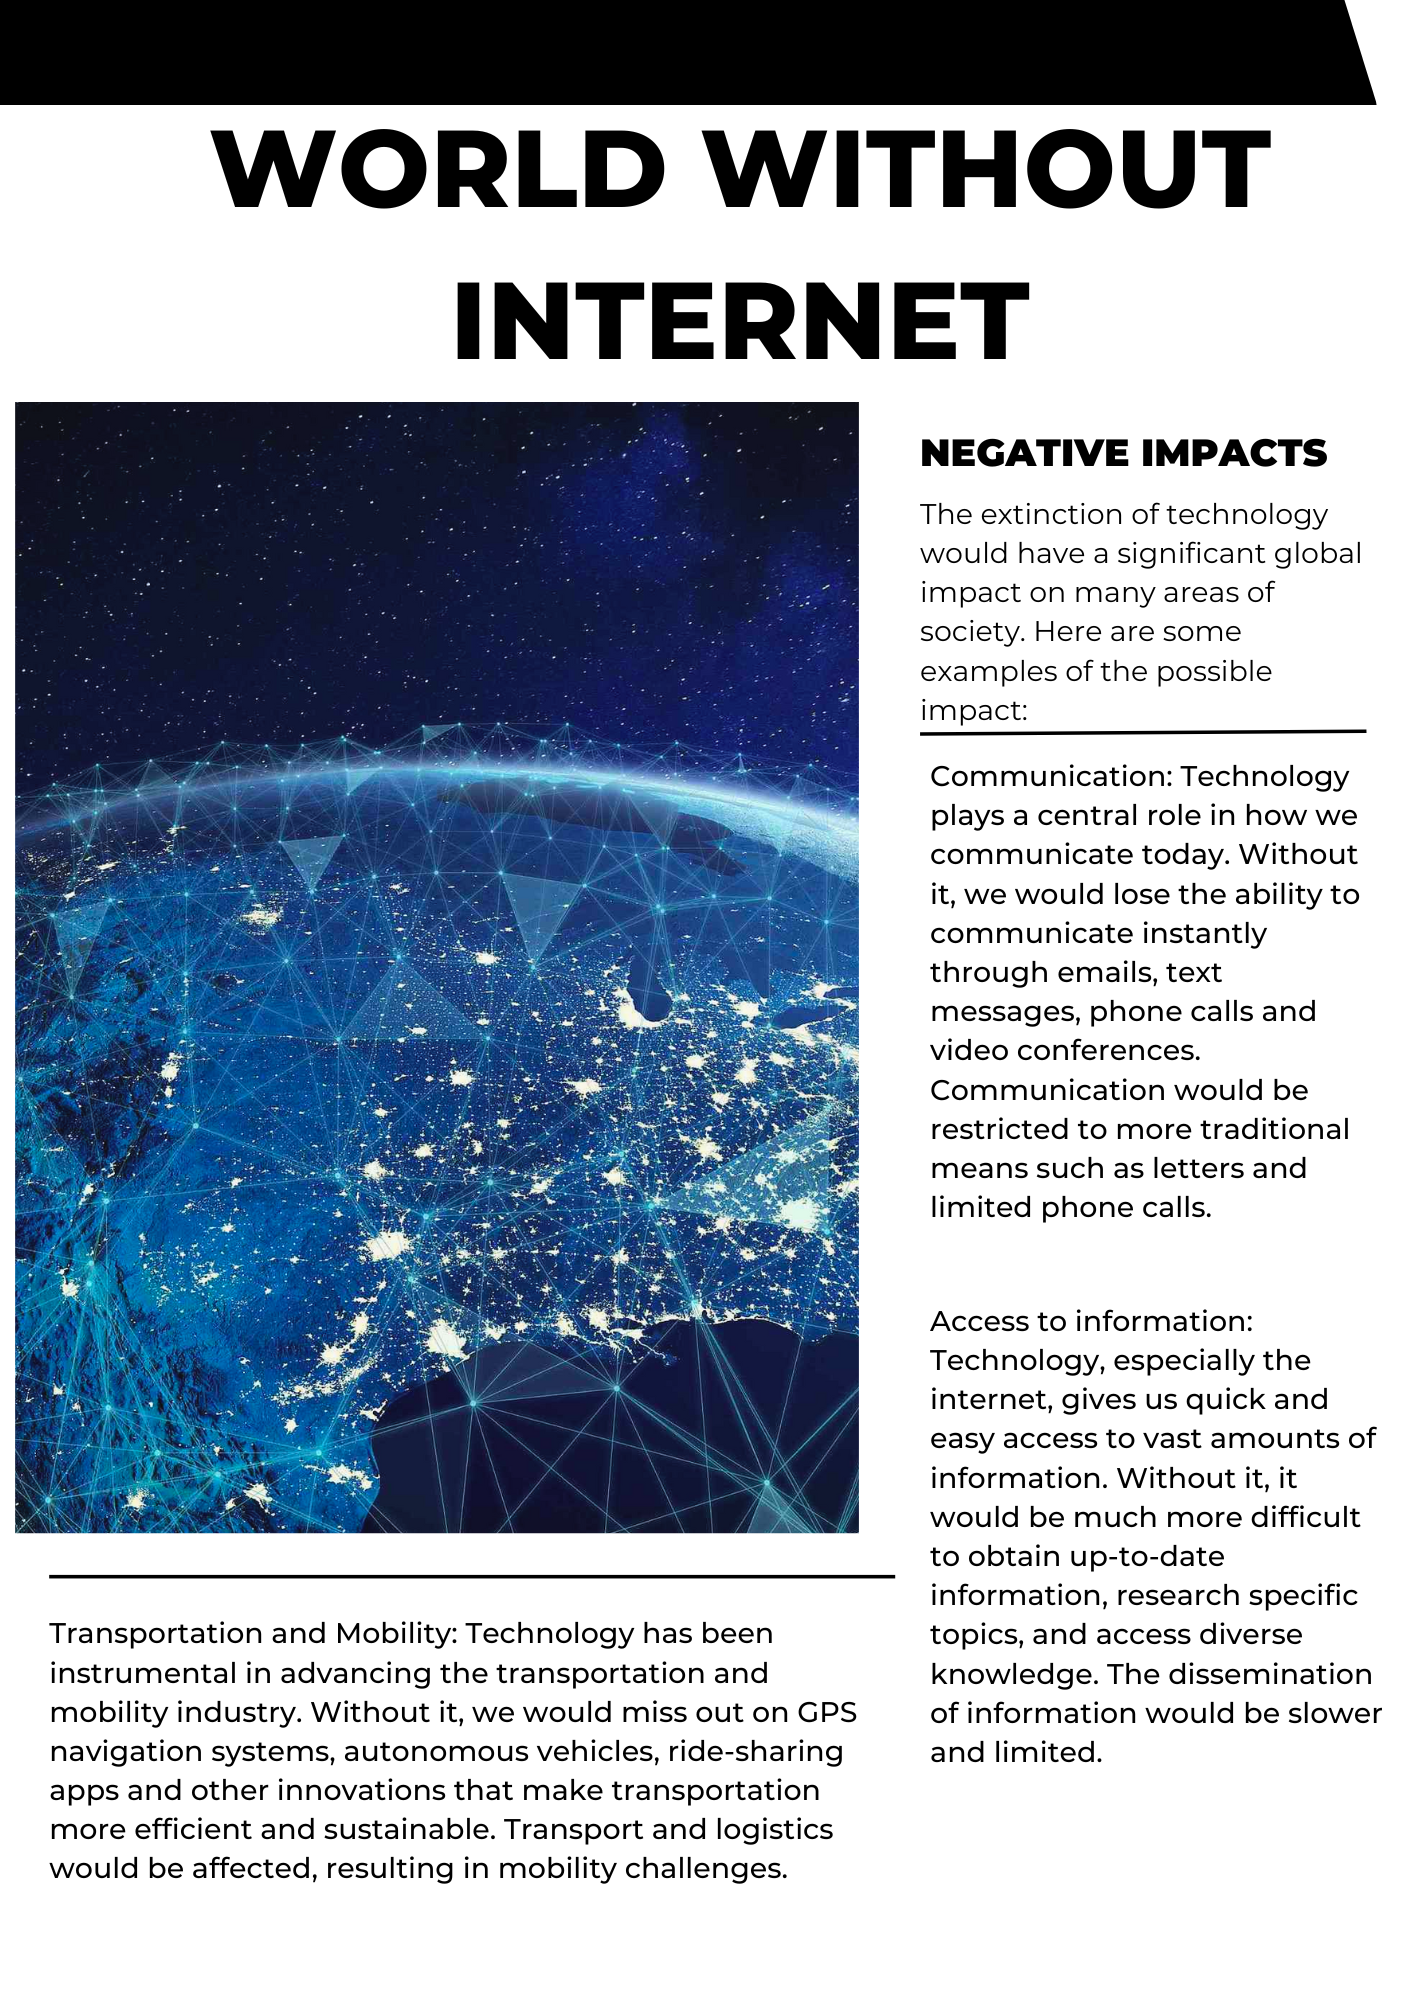 WORLD WITHOUT
INTERNET
NEGATIVE IMPACTS
The extinction of technology
would have a significant global
impact on many areas of
society. Here are some
examples of the possible
impact:
Communication: Technology
plays a central role in how we
communicate today. Without
it, we would lose the ability to
communicate instantly
through emails, text
messages, phone calls and
video conferences.
Communication would be
restricted to more traditional
means such as letters and
limited phone calls.
Access to information:
Technology, especially the
internet, gives us quick and
easy access to vast amounts of
information. Without it, it
would be much more difficult
to obtain up-to-date
information, research specific
topics, and access diverse
knowledge. The dissemination
of information would be slower
and limited.
Transportation and Mobility: Technology has been
instrumental in advancing the transportation and
mobility industry. Without it, we would miss out on GPS
navigation systems, autonomous vehicles, ride-sharing
apps and other innovations that make transportation
more efficient and sustainable. Transport and logistics
would be affected, resulting in mobility challenges.